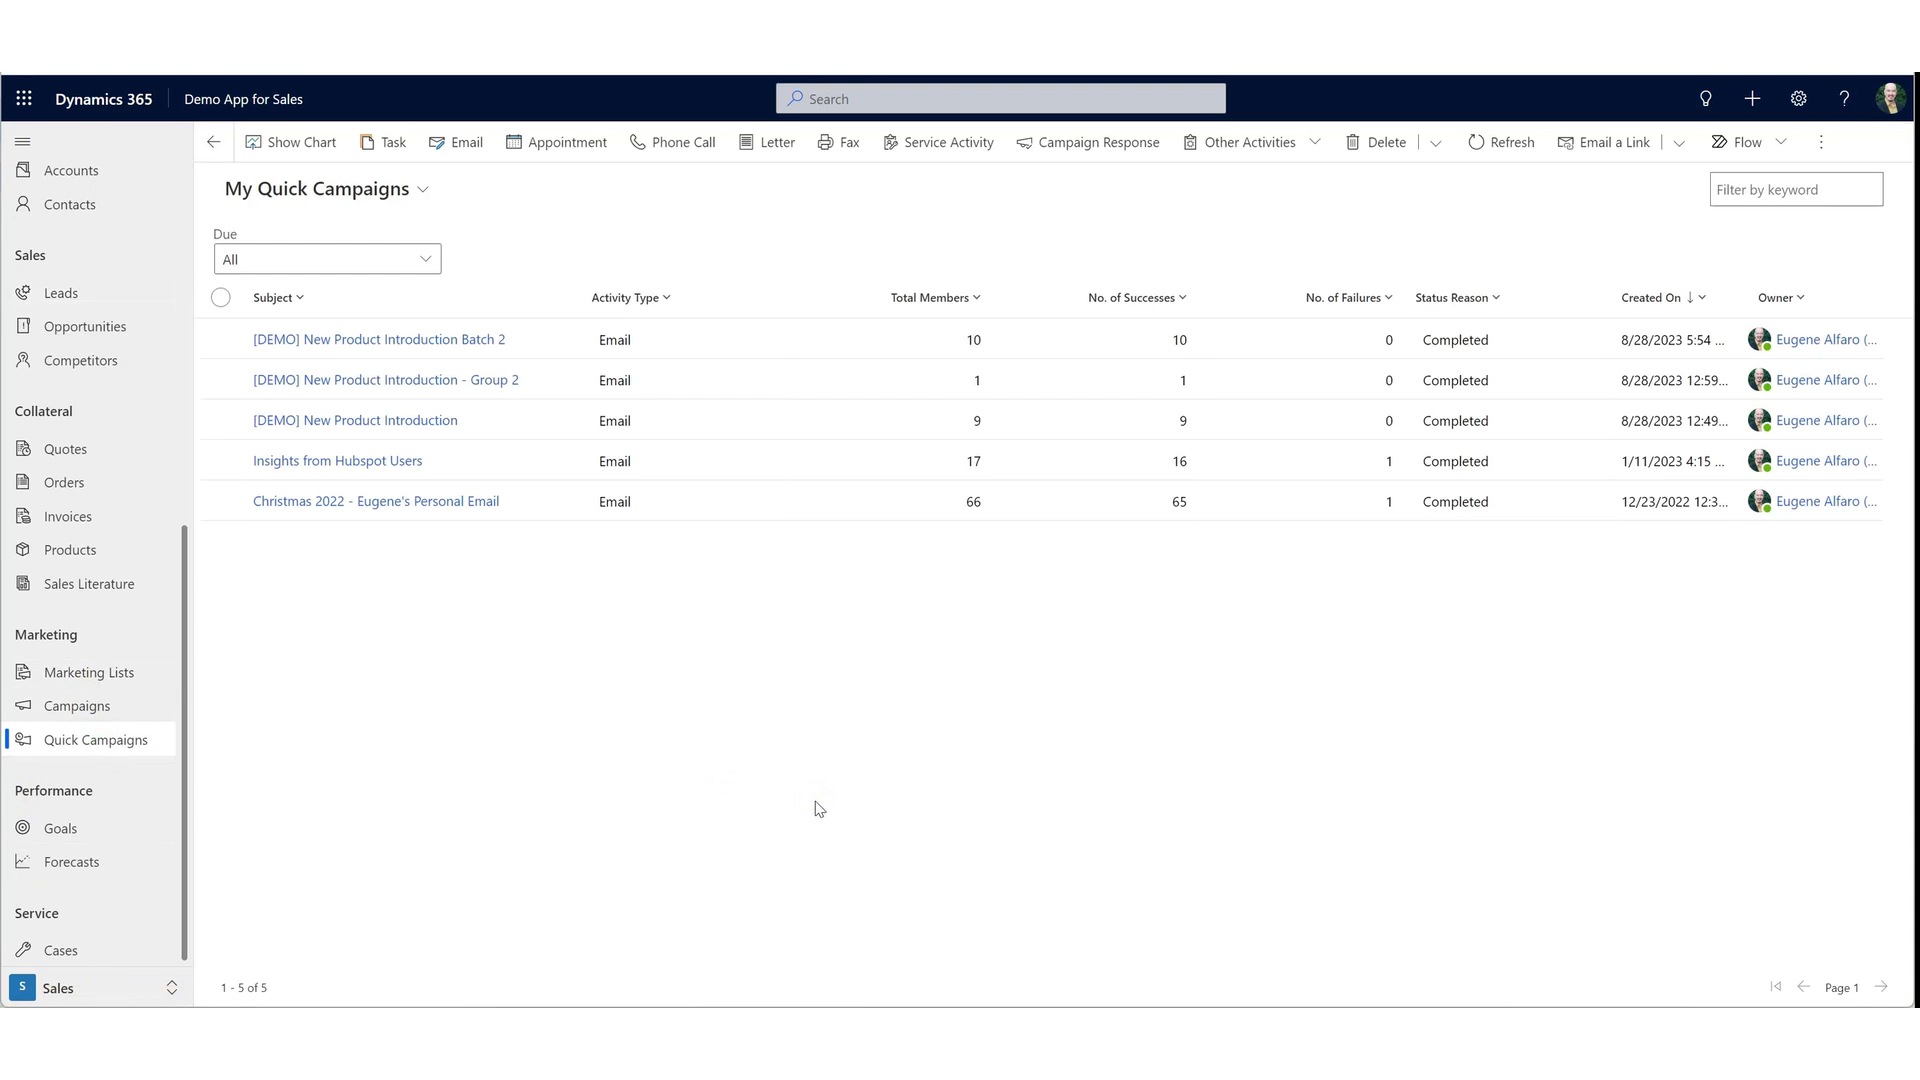 Dynamics 365 Demo App for Sales Search
Show Chart Task Email Appointment Phone Call Letter Fax Service Activity Campaign Response Other Activities Delete Refresh Email a Link Flow
Accounts
Contacts
Sales
Leads
Opportunities
Competitors
Collateral
Quotes
Orders
Invoices
Products
Sales Literature
Marketing
Marketing Lists
Campaigns
Quick Campaigns
Performance
Goals
Forecasts
Service
Cases
S Sales
My Quick Campaigns Filter by keyword
Due
All
Subject Activity Type Total Members No. of Successes No. of Failures Status Reason Created On Owner
[DEMO] New Product Introduction Batch 2 Email 10 10 0 Completed 8/28/2023 5:54 ... Eugene Alfaro (...
[DEMO] New Product Introduction - Group 2 Email 1 1 0 Completed 8/28/2023 12:59... Eugene Alfaro (...
[DEMO] New Product Introduction Email 9 9 0 Completed 8/28/2023 12:49... Eugene Alfaro (...
Insights from Hubspot Users Email 17 16 1 Completed 1/11/2023 4:15 ... Eugene Alfaro (...
Christmas 2022 - Eugene's Personal Email Email 66 65 1 Completed 12/23/2022 12:3... Eugene Alfaro (...
1 - 5 of 5 Page 1